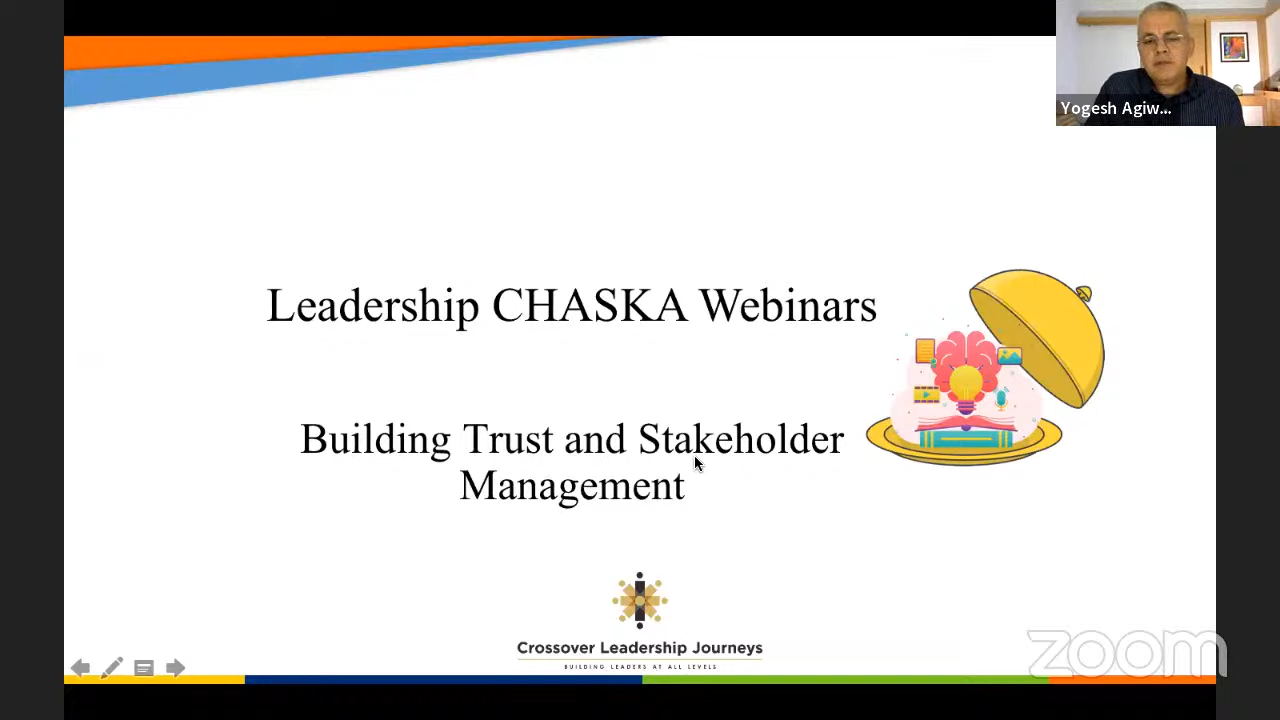 Yogesh Agiw...
Leadership CHASKA Webinars
Building Trust and Stakeholder
Management
Crossover Leadership Journeys
BUILDING LEADERS AT ALL LEVELS
zoom